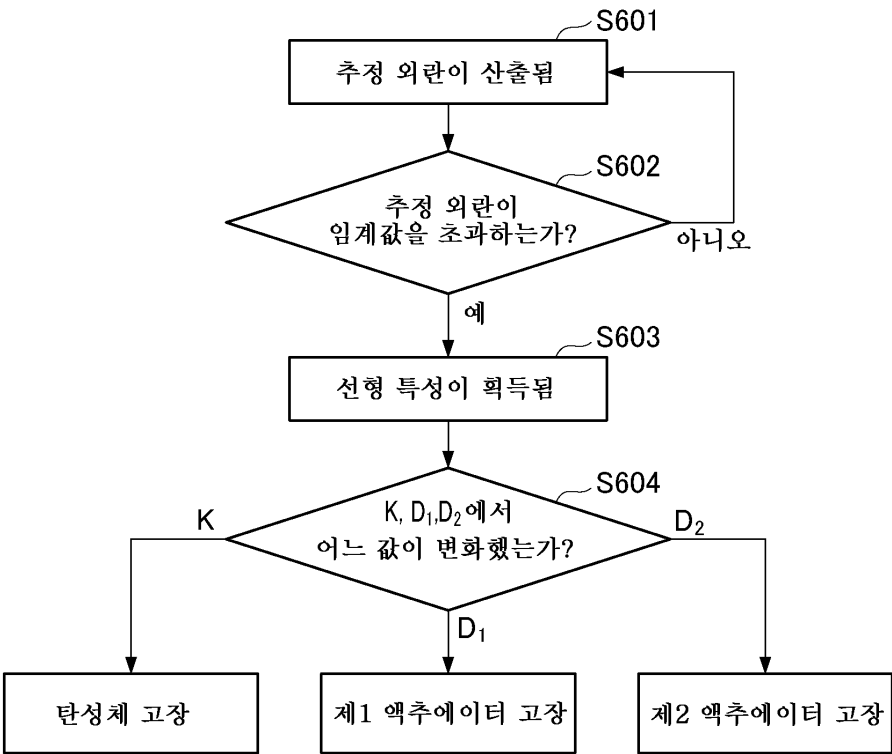 S601
추정 외란이 산출됨
S602
추정 외란이
임계값을 초과하는가?
아니오
예
S603
선형 특성이 획득됨
S604
K
K, D₁,D₂에서
어느 값이 변화했는가?
D₂
D₁
탄성체 고장
제1 액추에이터 고장
제2 액추에이터 고장